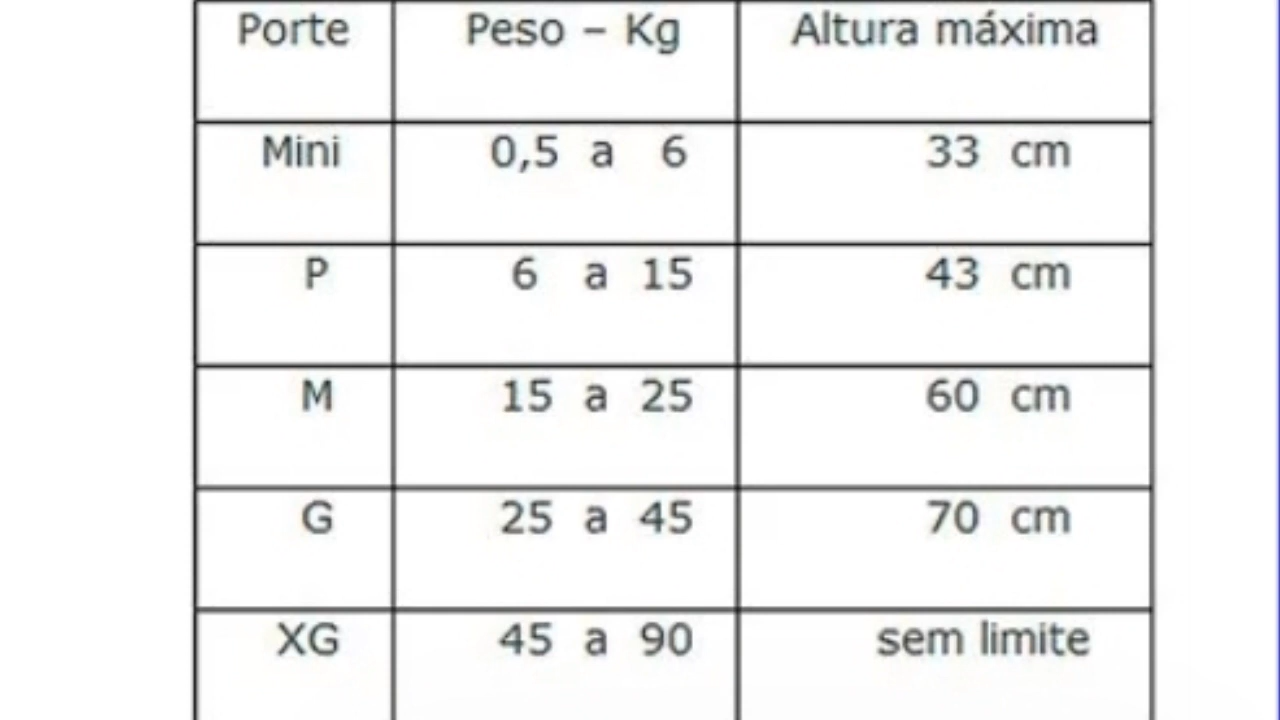 Porte Peso – Kg Altura máxima
Mini 0,5 a 6 33 cm
P 6 a 15 43 cm
M 15 a 25 60 cm
G 25 a 45 70 cm
XG 45 a 90 sem limite